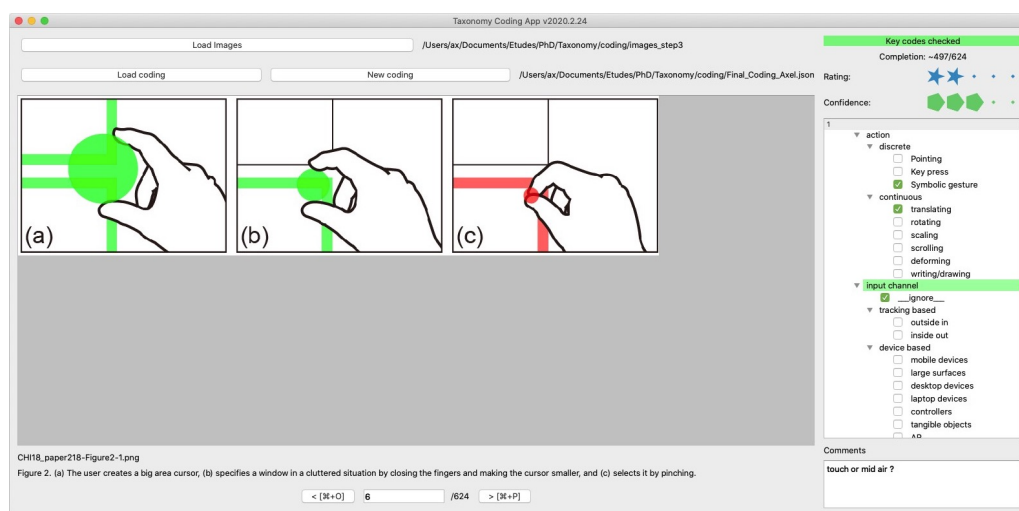 Taxonomy Coding App v2020.2.24
Load Images
/Users/ax/Documents/Etudes/PhD/Taxonomy/coding/images_step3
Load coding
New coding
/Users/ax/Documents/Etudes/PhD/Taxonomy/coding/Final_Coding_Axel.json
(a)
(b)
(c)
CHI18_paper218-Figure2-1.png
Figure 2. (a) The user creates a big area cursor, (b) specifies a window in a cluttered situation by closing the fingers and making the cursor smaller, and (c) selects it by pinching.
< [⌘+O]
6
/624
> [⌘+P]
Key codes checked
Completion: ~497/624
Rating:
Confidence:
1
action
discrete
Pointing
Key press
Symbolic gesture
continuous
translating
rotating
scaling
scrolling
deforming
writing/drawing
input channel
__ignore__
tracking based
outside in
inside out
device based
mobile devices
large surfaces
desktop devices
laptop devices
controllers
tangible objects
Comments
touch or mid air ?